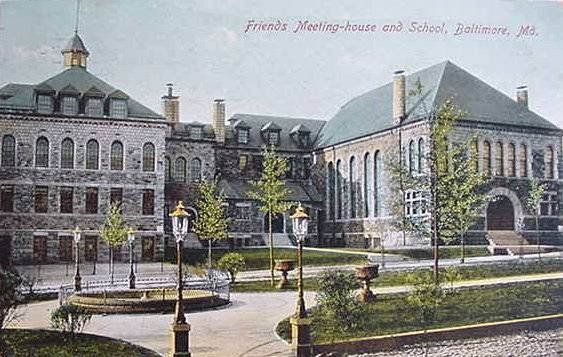 Friends Meeting-house and School, Baltimore, Md.